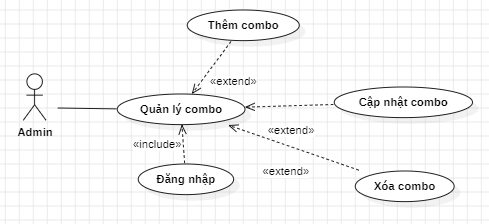 Thêm combo
«extend»
Cập nhật combo
Quản lý combo
Admin
«extend»
«include»
«extend»
Đăng nhập
Xóa combo